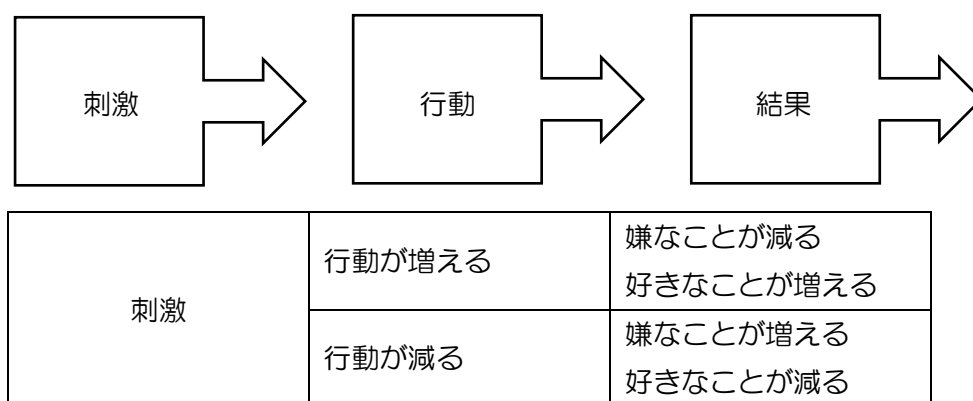 刺激
行動
結果
刺激
行動が増える
嫌なことが減る
好きなことが増える
行動が減る
嫌なことが増える
好きなことが減る